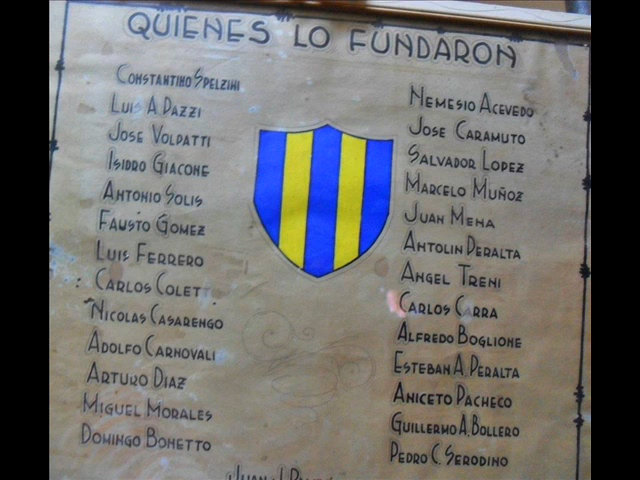 QUIENES LO FUNDARON
CONSTANTINO SPELZINI
LUIS A. DAZZI
JOSE VOLPATTI
ISIDRO GIACONE
ANTONIO SOLIS
FAUSTO GOMEZ
LUIS FERRERO
CARLOS COLET
NICOLAS CASARENGO
ADOLFO CARNOVALI
ARTURO DIAZ
MIGUEL MORALES
DOMINGO BONETTO
NEMESIO ACEVEDO
JOSE CARAMUTO
SALVADOR LOPEZ
MARCELO MUÑOZ
JUAN MENA
ANTOLIN PERALTA
ANGEL TRENI
CARLOS CARRA
ALFREDO BOGLIONE
ESTEBAN A. PERALTA
ANICETO PACHECO
GUILLERMO A. BOLLERO
PEDRO C. SERODINO
JUAN J.